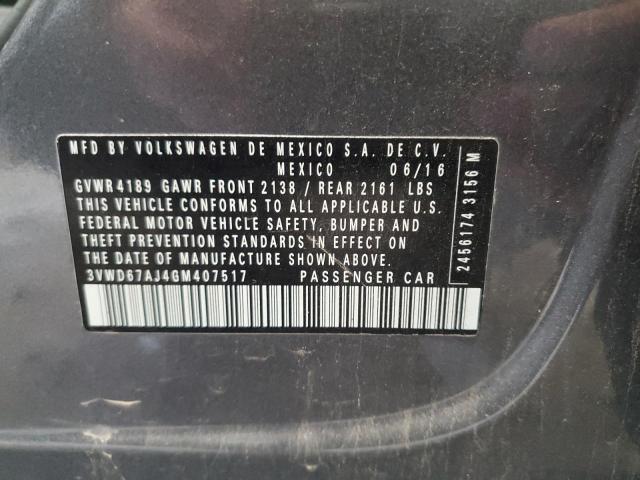 MFD BY VOLKSWAGEN DE MEXICO S.A. DE C.V.
MEXICO 06/16
GVWR 4189 GAWR FRONT 2138 / REAR 2161 LBS
THIS VEHICLE CONFORMS TO ALL APPLICABLE U.S.
FEDERAL MOTOR VEHICLE SAFETY, BUMPER AND
THEFT PREVENTION STANDARDS IN EFFECT ON
THE DATE OF MANUFACTURE SHOWN ABOVE.
3VWD67AJ4GM407517 PASSENGER CAR
2456174 3156 M